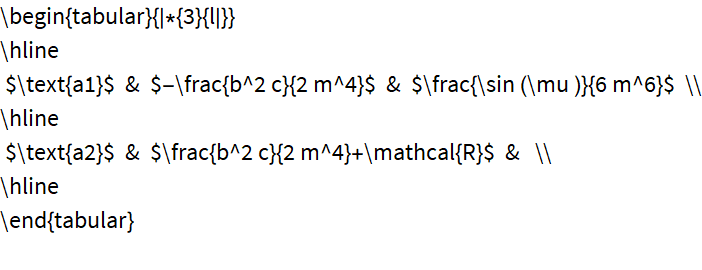 \begin{tabular}{|*{3}{l|}}
\hline
$\text{a1}$ & $-\frac{b^2 c}{2 m^4}$ & $\frac{\sin (\mu )}{6 m^6}$ \\
\hline
$\text{a2}$ & $\frac{b^2 c}{2 m^4}+\mathcal{R}$ & \\
\hline
\end{tabular}